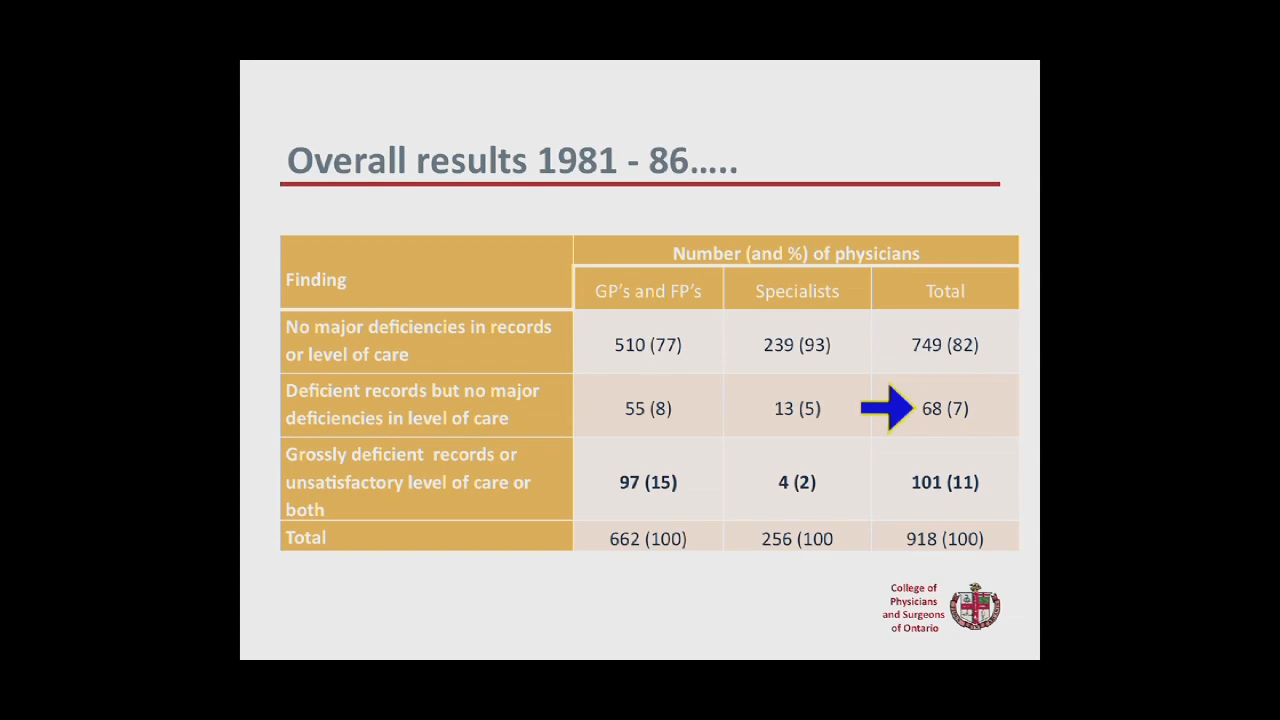 Overall results 1981 - 86.....
Number (and %) of physicians
Finding
GP's and FP's Specialists Total
No major deficiencies in records
or level of care
510 (77) 239 (93) 749 (82)
Deficient records but no major
deficiencies in level of care
55 (8) 13 (5) 68 (7)
Grossly deficient records or
unsatisfactory level of care or
both
97 (15) 4 (2) 101 (11)
Total 662 (100) 256 (100 918 (100)
College of
Physicians
and Surgeons
of Ontario